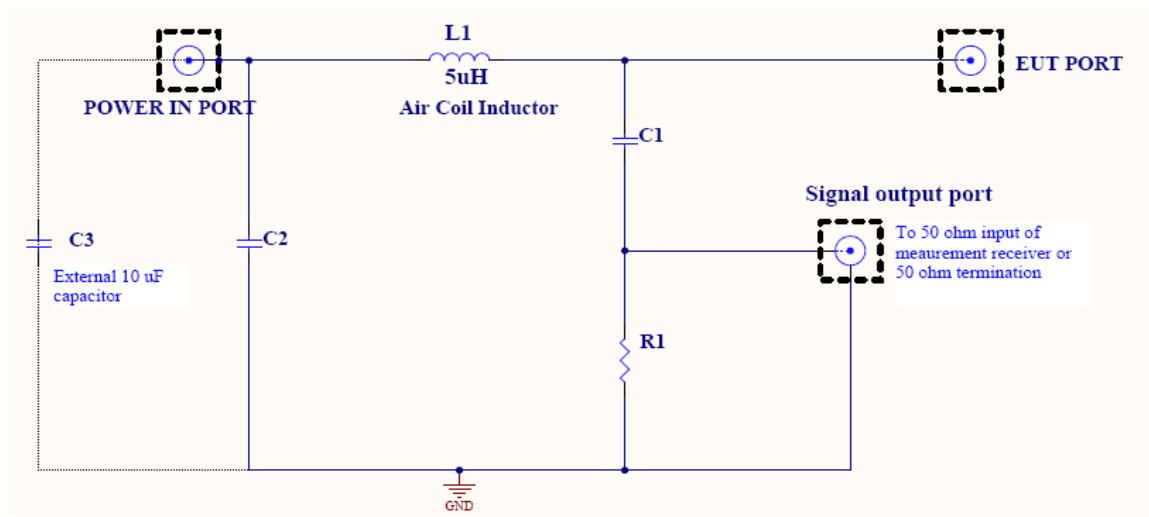 L1
5uH
Air Coil Inductor
POWER IN PORT
EUT PORT
C1
Signal output port
To 50 ohm input of
meaurement receiver or
50 ohm termination
C3
External 10 uF
capacitor
C2
R1
GND